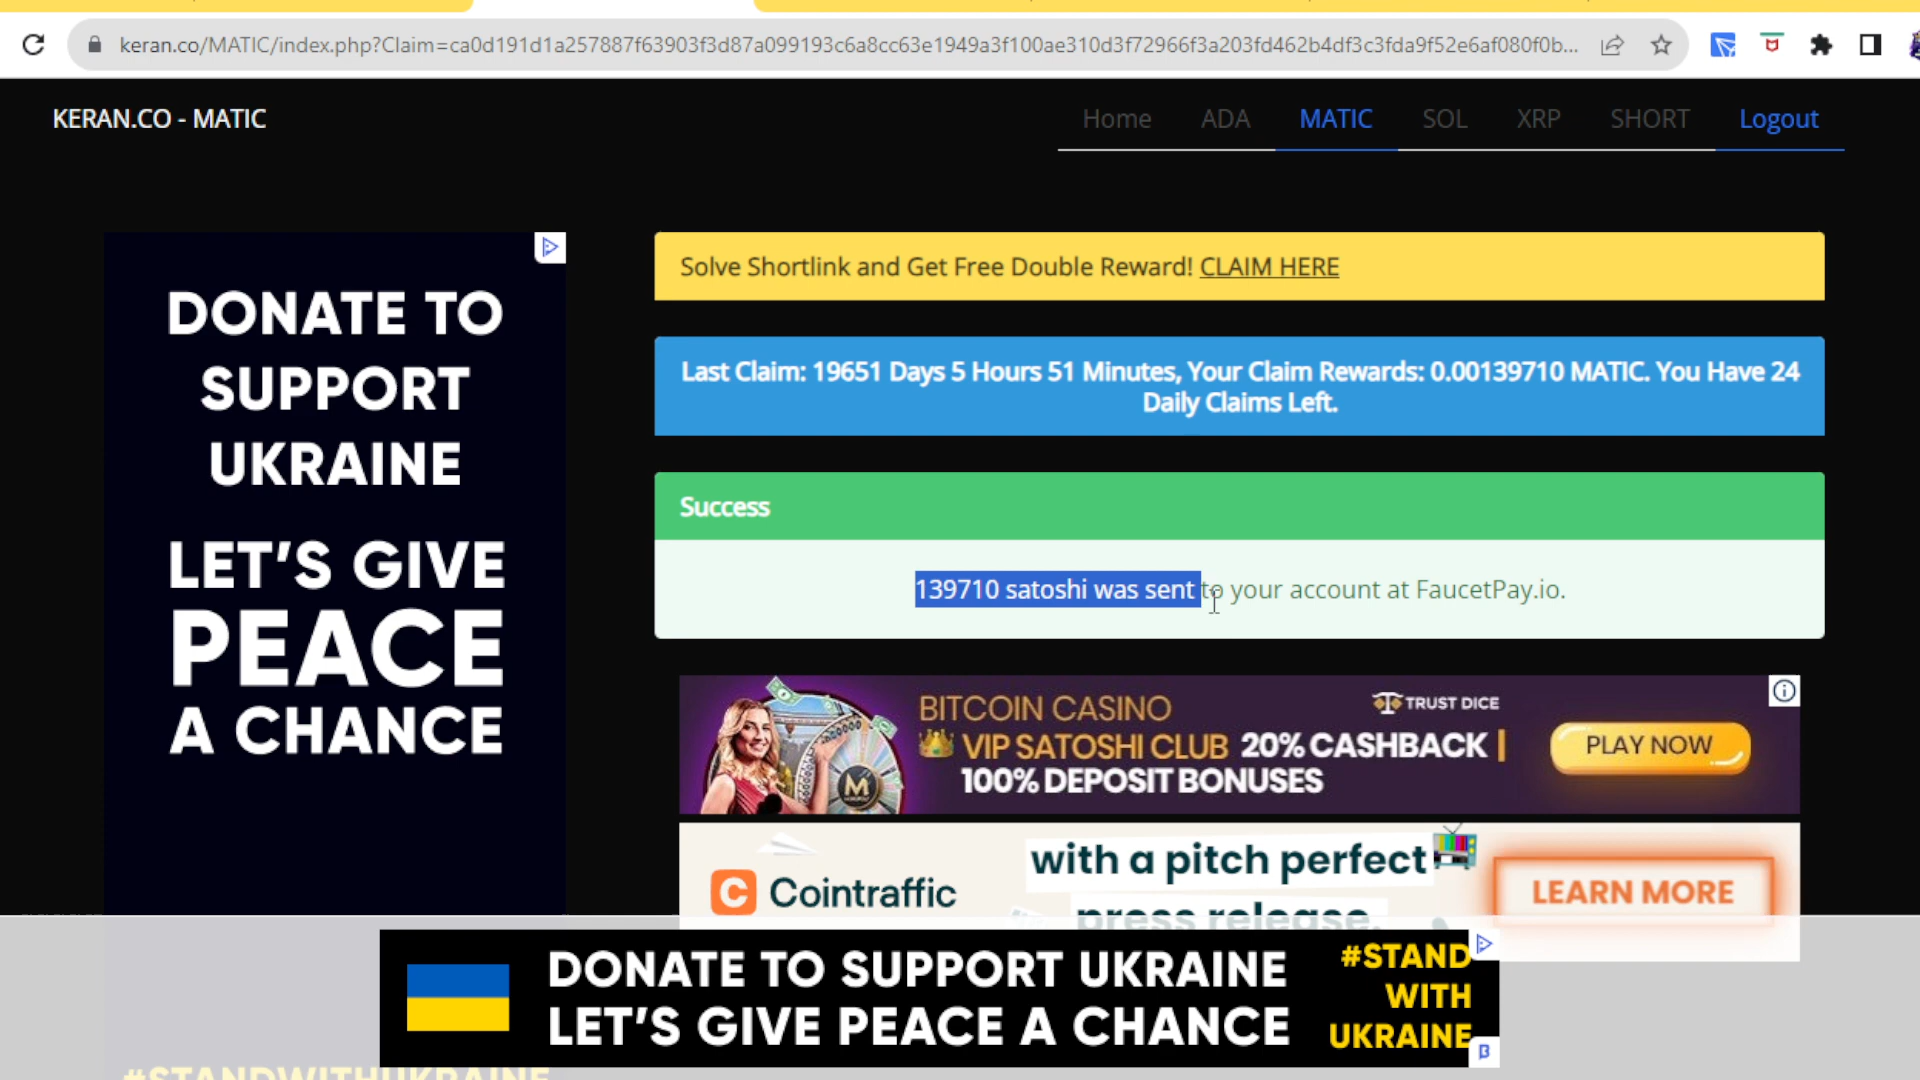 keran.co/MATIC/index.php?Claim=ca0d191d1a257887f63903f3d87a099193c6a8cc63e1949a3f100ae310d3f72966f3a203fd462b4df3c3fda9f52e6af080f0b...
KERAN.CO - MATIC
Home ADA MATIC SOL XRP SHORT Logout
DONATE TO
SUPPORT
UKRAINE
LET'S GIVE
PEACE
A CHANCE
Solve Shortlink and Get Free Double Reward! CLAIM HERE
Last Claim: 19651 Days 5 Hours 51 Minutes, Your Claim Rewards: 0.00139710 MATIC. You Have 24
Daily Claims Left.
Success
139710 satoshi was sent to your account at FaucetPay.io.
BITCOIN CASINO
VIP SATOSHI CLUB 20% CASHBACK |
100% DEPOSIT BONUSES
TRUST DICE
PLAY NOW
Cointraffic
with a pitch perfect
press release.
LEARN MORE
DONATE TO SUPPORT UKRAINE
LET'S GIVE PEACE A CHANCE
#STAND
WITH
UKRAINE
#STANDWITHUKRAINE